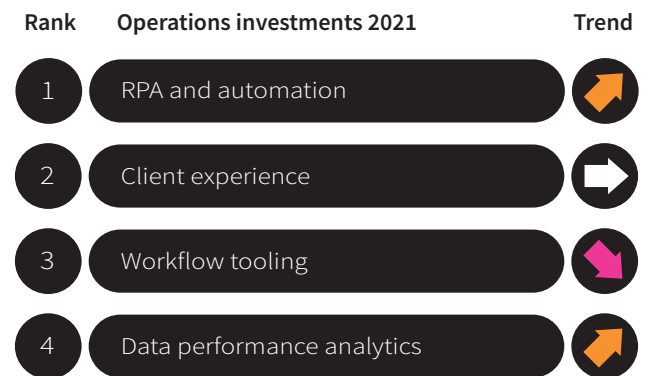 Rank Operations investments 2021 Trend
1 RPA and automation
2 Client experience
3 Workflow tooling
4 Data performance analytics